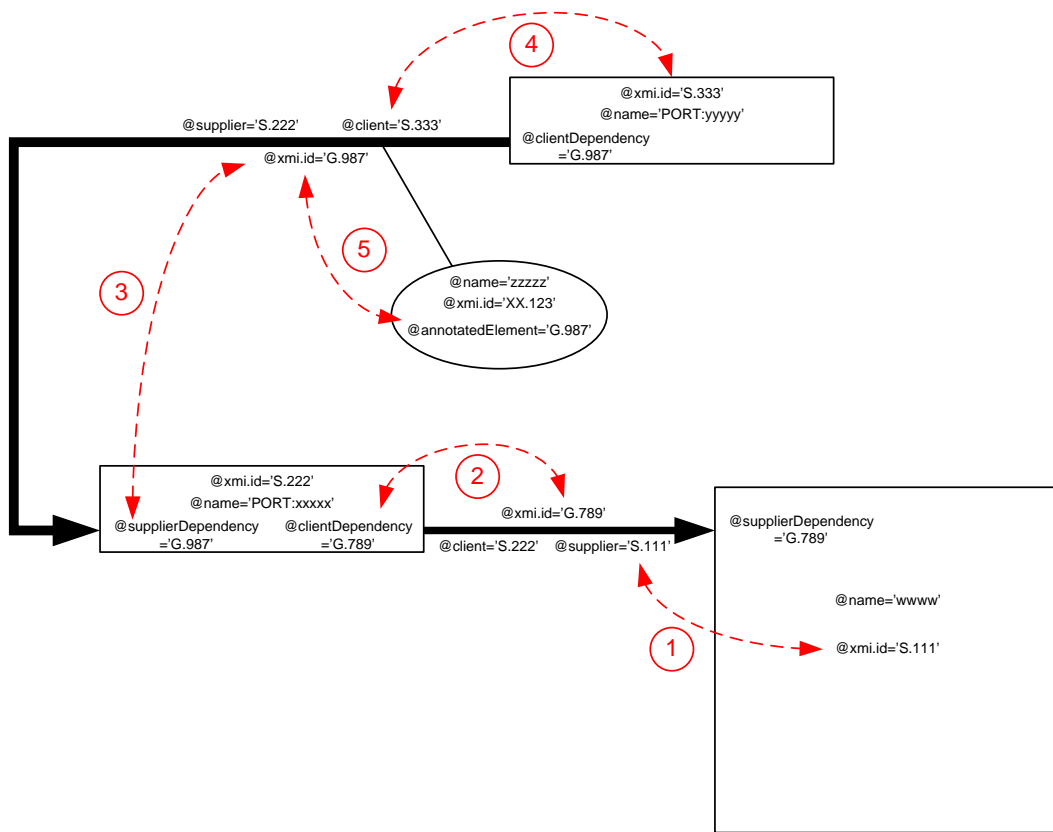 4
@xmi.id='S.333'
@name='PORT:yyyyy'
@clientDependency
='G.987'
@supplier='S.222'
@client='S.333'
@xmi.id='G.987'
5
3
@name='zzzzz'
@xmi.id='XX.123'
@annotatedElement='G.987'
2
@xmi.id='S.222'
@name='PORT:xxxxx'
@supplierDependency
='G.987'
@clientDependency
='G.789'
@xmi.id='G.789'
@client='S.222'
@supplier='S.111'
@supplierDependency
='G.789'
@name='wwww'
1
@xmi.id='S.111'